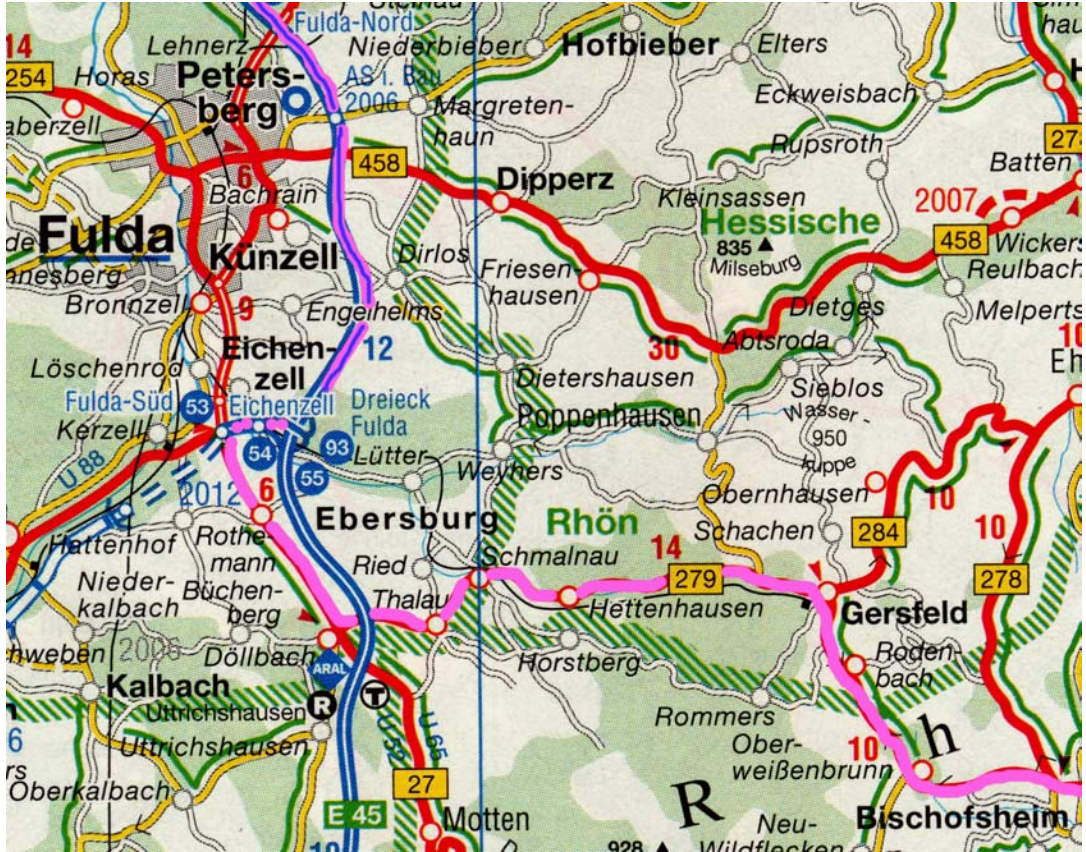 Fulda-Nord
Lehnerz
Niederbieber
Hofbieber
Elters
14
254
Horas
Peters-
berg
AS i. Bau
2006
Margreten-
haun
Eckweisbach
Rupsroth
Batten
458
6
Bachrain
Dipperz
Kleinsassen
2007
Hessische
835
Milseburg
458
Wickers
Reulbach
Fulda
Künzell
Dirlos
Friesen-
hausen
Bronnzell
9
Engelhelms
Dietges
Melperts
12
30
Abtsroda
Eichen-
zell
Löschenrod
Dietershausen
Sieblos
Fulda-Süd
53
Eichenzell
Dreieck
Fulda
Poppenhausen
Wasser-
950
kuppe
Kerzell
54
93
55
Lütter
Weyhers
U 88
2012
6
Ebersburg
Obernhausen
10
Rhön
Schachen
284
10
Hattenhof
Rothe-
mann
Ried
Schmalnau
14
279
278
Nieder-
kalbach
Büchen-
berg
Thalau
Hettenhausen
Gersfeld
2006
Döllbach
ARAL
Horstberg
Roden-
bach
Kalbach
Uttrichshausen
R
T
Rommers
Uttrichshausen
U 52
U 65
Ober-
weißenbrunn
10
h
R
Oberkalbach
27
E 45
Motten
Bischofsheim
Neu-
Wildflecken
928